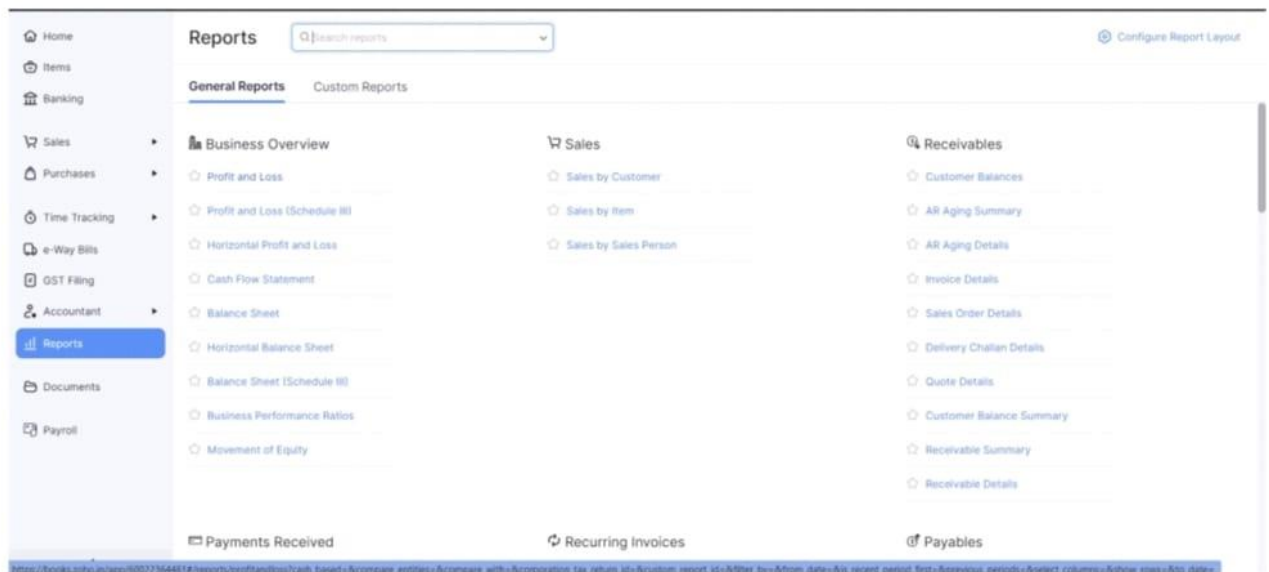 Home
Items
Banking
Sales
Purchases
Time Tracking
e-Way Bills
GST Filing
Accountant
Reports
Documents
Payroll
Reports
Search reports
Configure Report Layout
General Reports
Custom Reports
Business Overview
Profit and Loss
Profit and Loss (Schedule III)
Horizontal Profit and Loss
Cash Flow Statement
Balance Sheet
Horizontal Balance Sheet
Balance Sheet (Schedule III)
Business Performance Ratios
Movement of Equity
Sales
Sales by Customer
Sales by Item
Sales by Sales Person
Receivables
Customer Balances
AR Aging Summary
AR Aging Details
Invoice Details
Sales Order Details
Delivery Challan Details
Quote Details
Customer Balance Summary
Receivable Summary
Receivable Details
Payments Received
Recurring Invoices
Payables